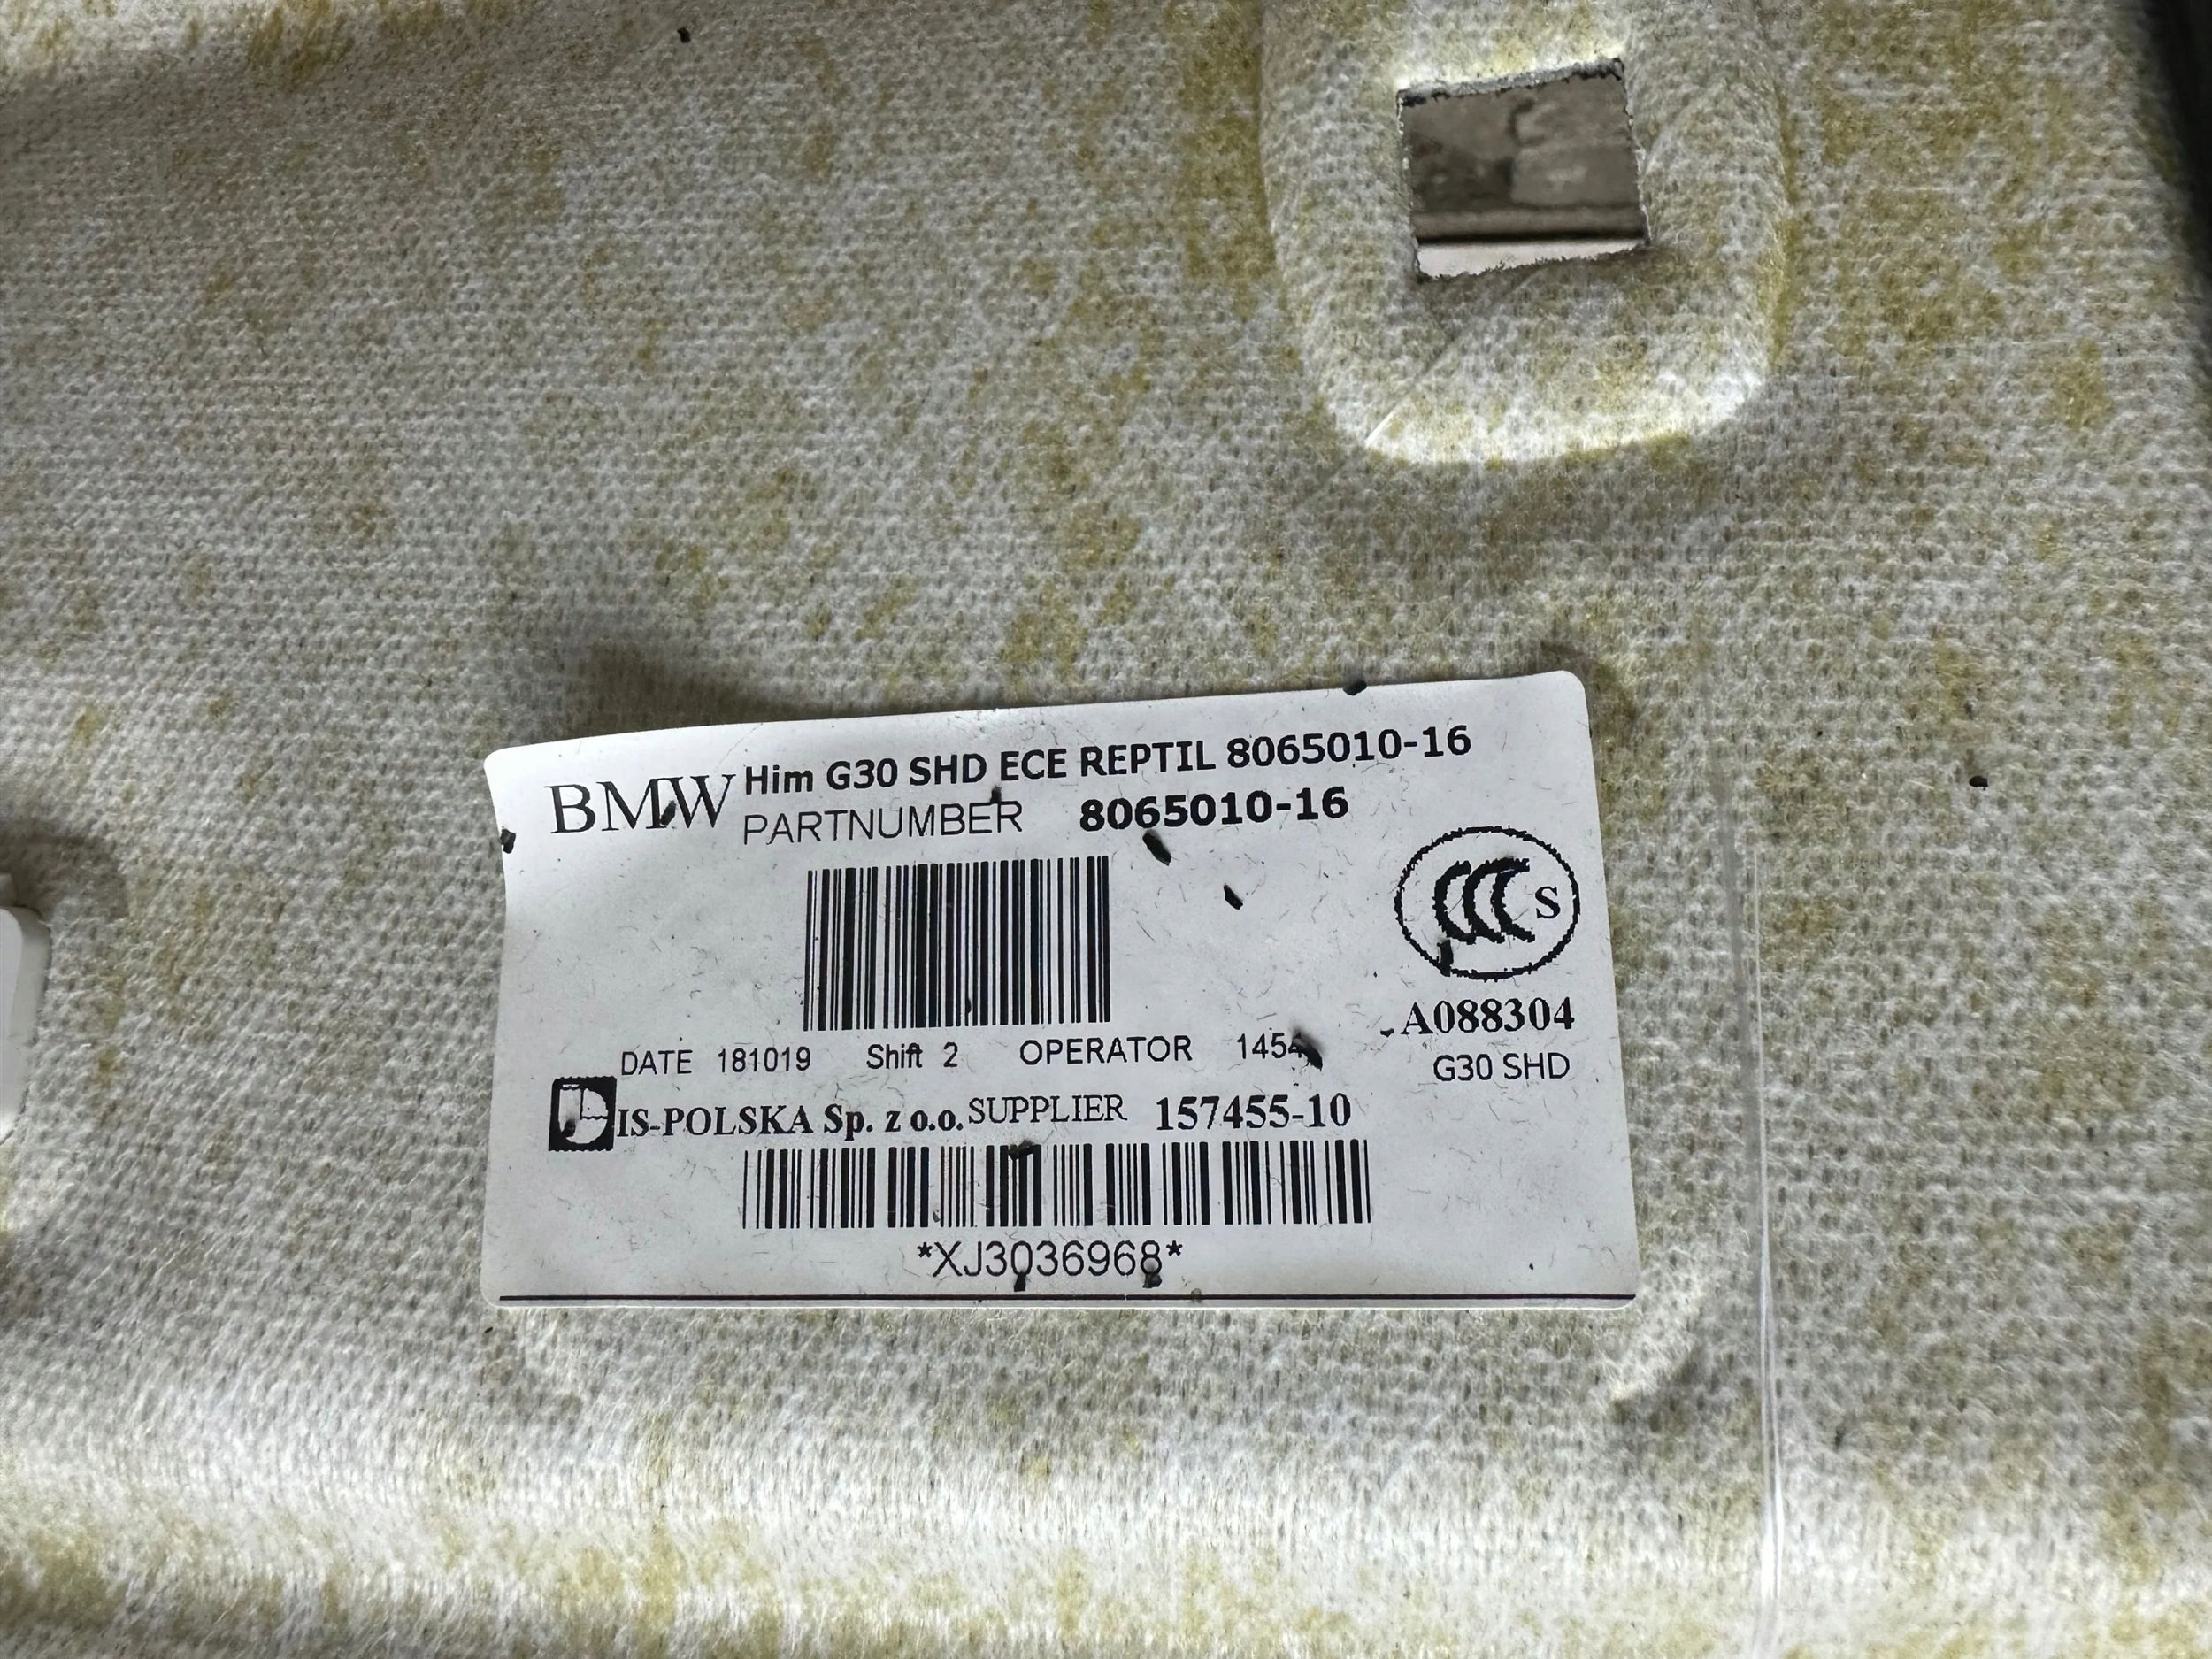 BMW Him G30 SHD ECE REPTIL 8065010-16
PARTNUMBER 8065010-16
CCC S
A088304
DATE 181019 Shift 2 OPERATOR
G30 SHD
IS-POLSKA Sp. z o.o. SUPPLIER 157455-10
*XJ3036968*